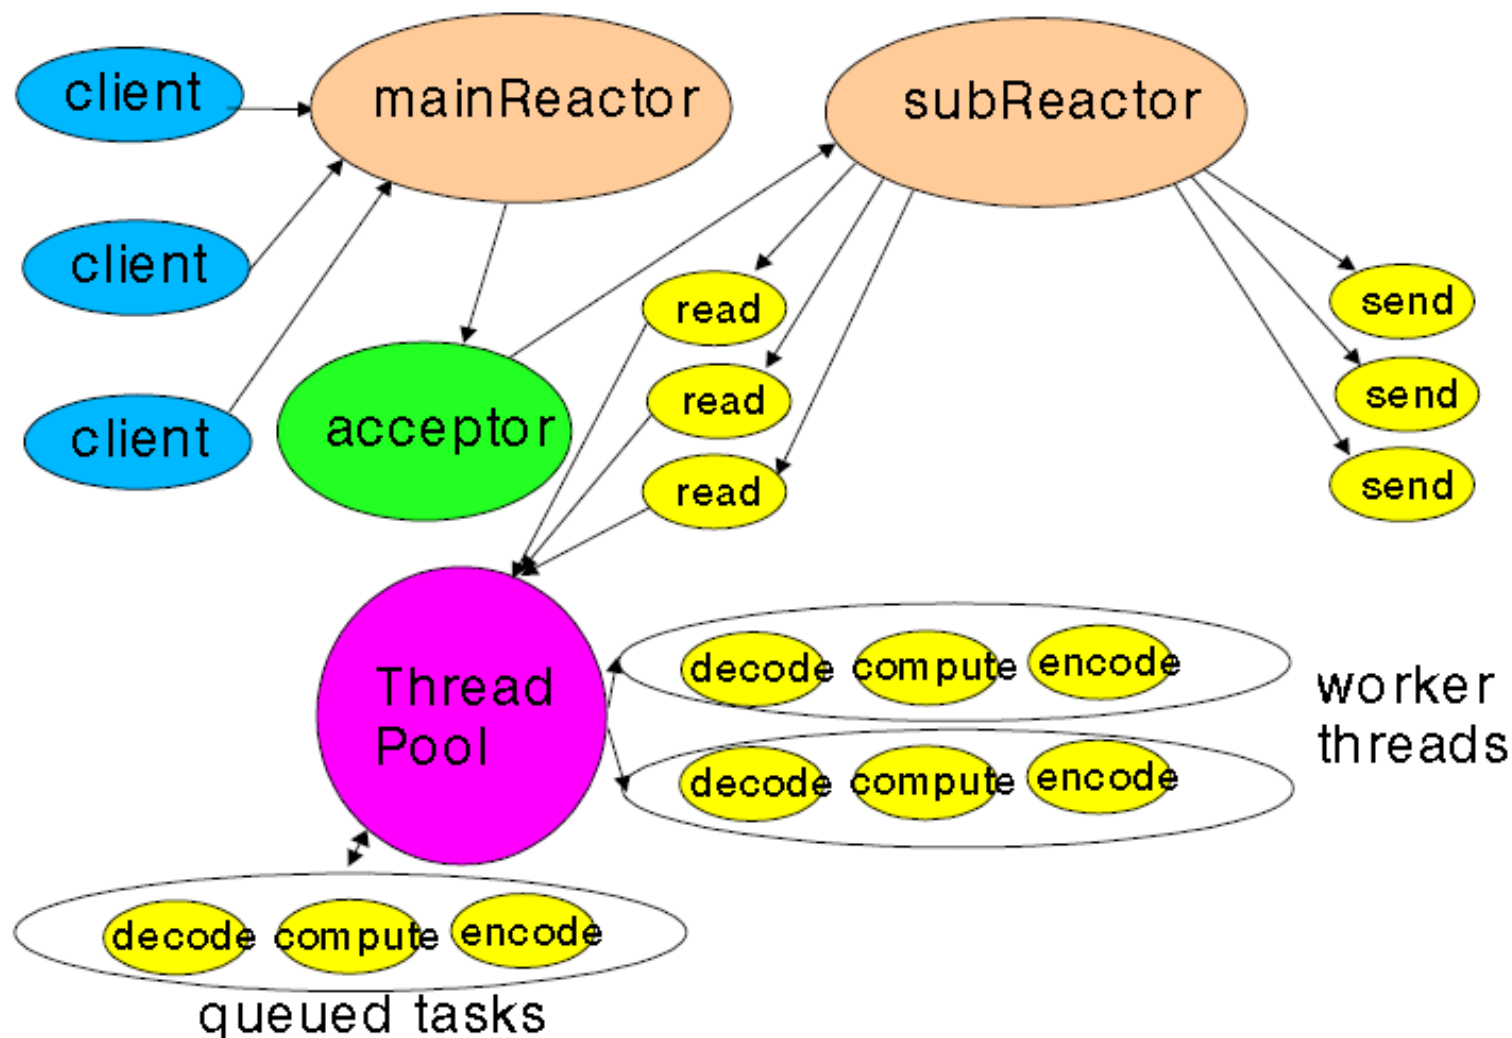 client
mainReactor
subReactor
client
client
acceptor
read
read
read
send
send
send
Thread
Pool
decode
compute
encode
decode
compute
encode
worker
threads
decode
compute
encode
queued tasks